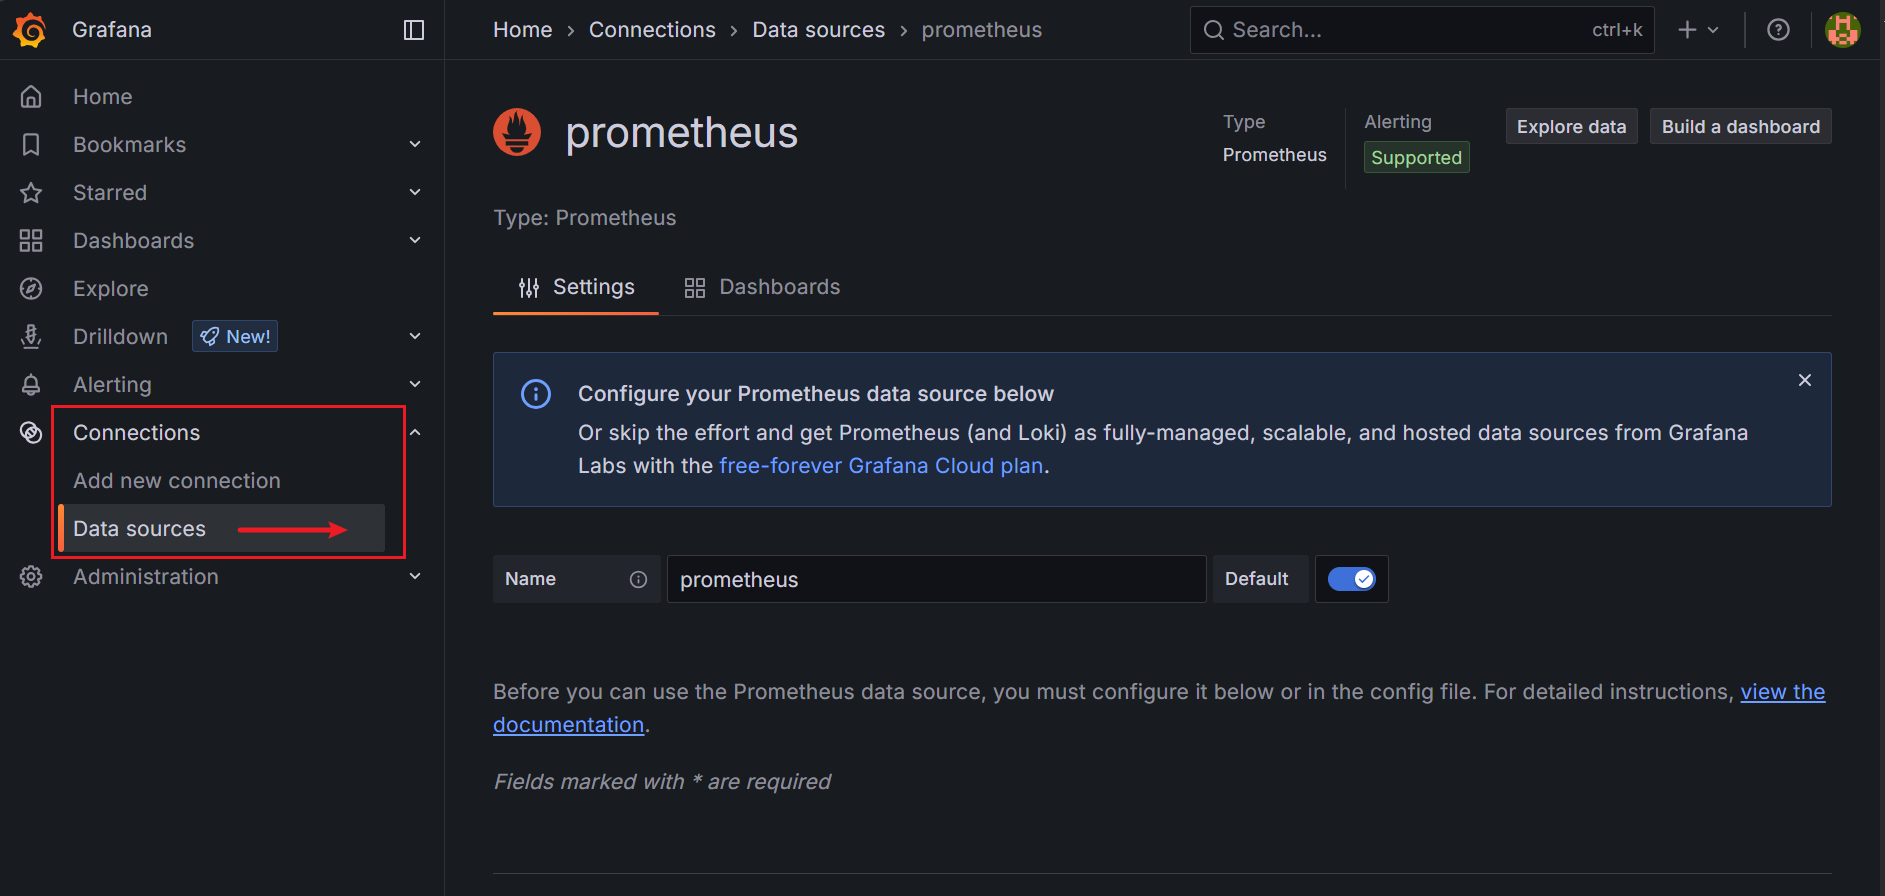 Grafana
Home › Connections › Data sources › prometheus
Search...
ctrl+k
Home
Bookmarks
Starred
Dashboards
Explore
Drilldown
New!
Alerting
Connections
Add new connection
Data sources
Administration
prometheus
Type
Prometheus
Alerting
Supported
Explore data
Build a dashboard
Type: Prometheus
Settings
Dashboards
Configure your Prometheus data source below
Or skip the effort and get Prometheus (and Loki) as fully-managed, scalable, and hosted data sources from Grafana
Labs with the free-forever Grafana Cloud plan.
Name
prometheus
Default
Before you can use the Prometheus data source, you must configure it below or in the config file. For detailed instructions, view the
documentation.
Fields marked with * are required